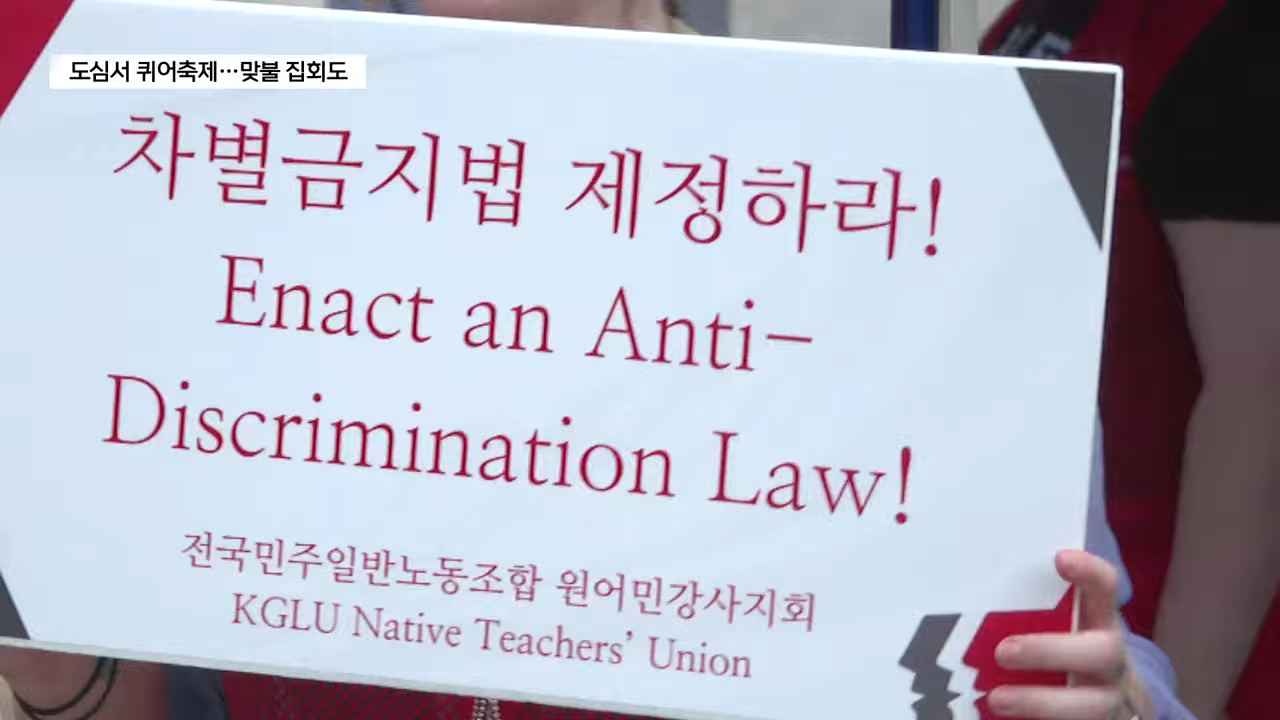 도심서 퀴어축제…맞불 집회도
차별금지법 제정하라!
Enact an Anti-
Discrimination Law!
전국민주일반노동조합 원어민강사지회
KGLU Native Teachers' Union